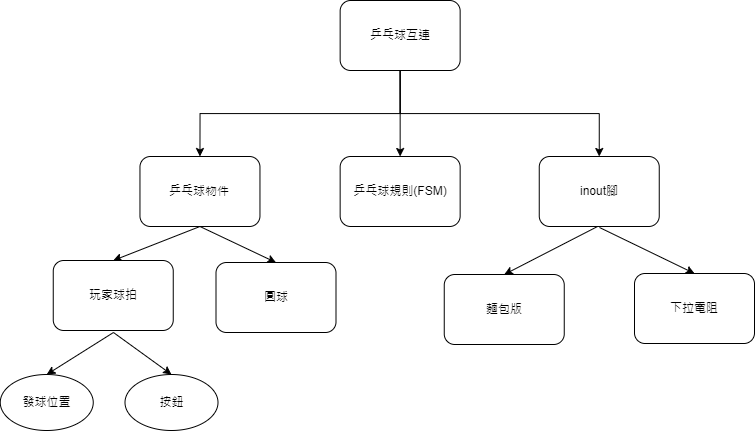 乒乓球互連
乒乓球物件
乒乓球規則(FSM)
inout腳
玩家球拍
圓球
麵包版
下拉電阻
發球位置
按鈕